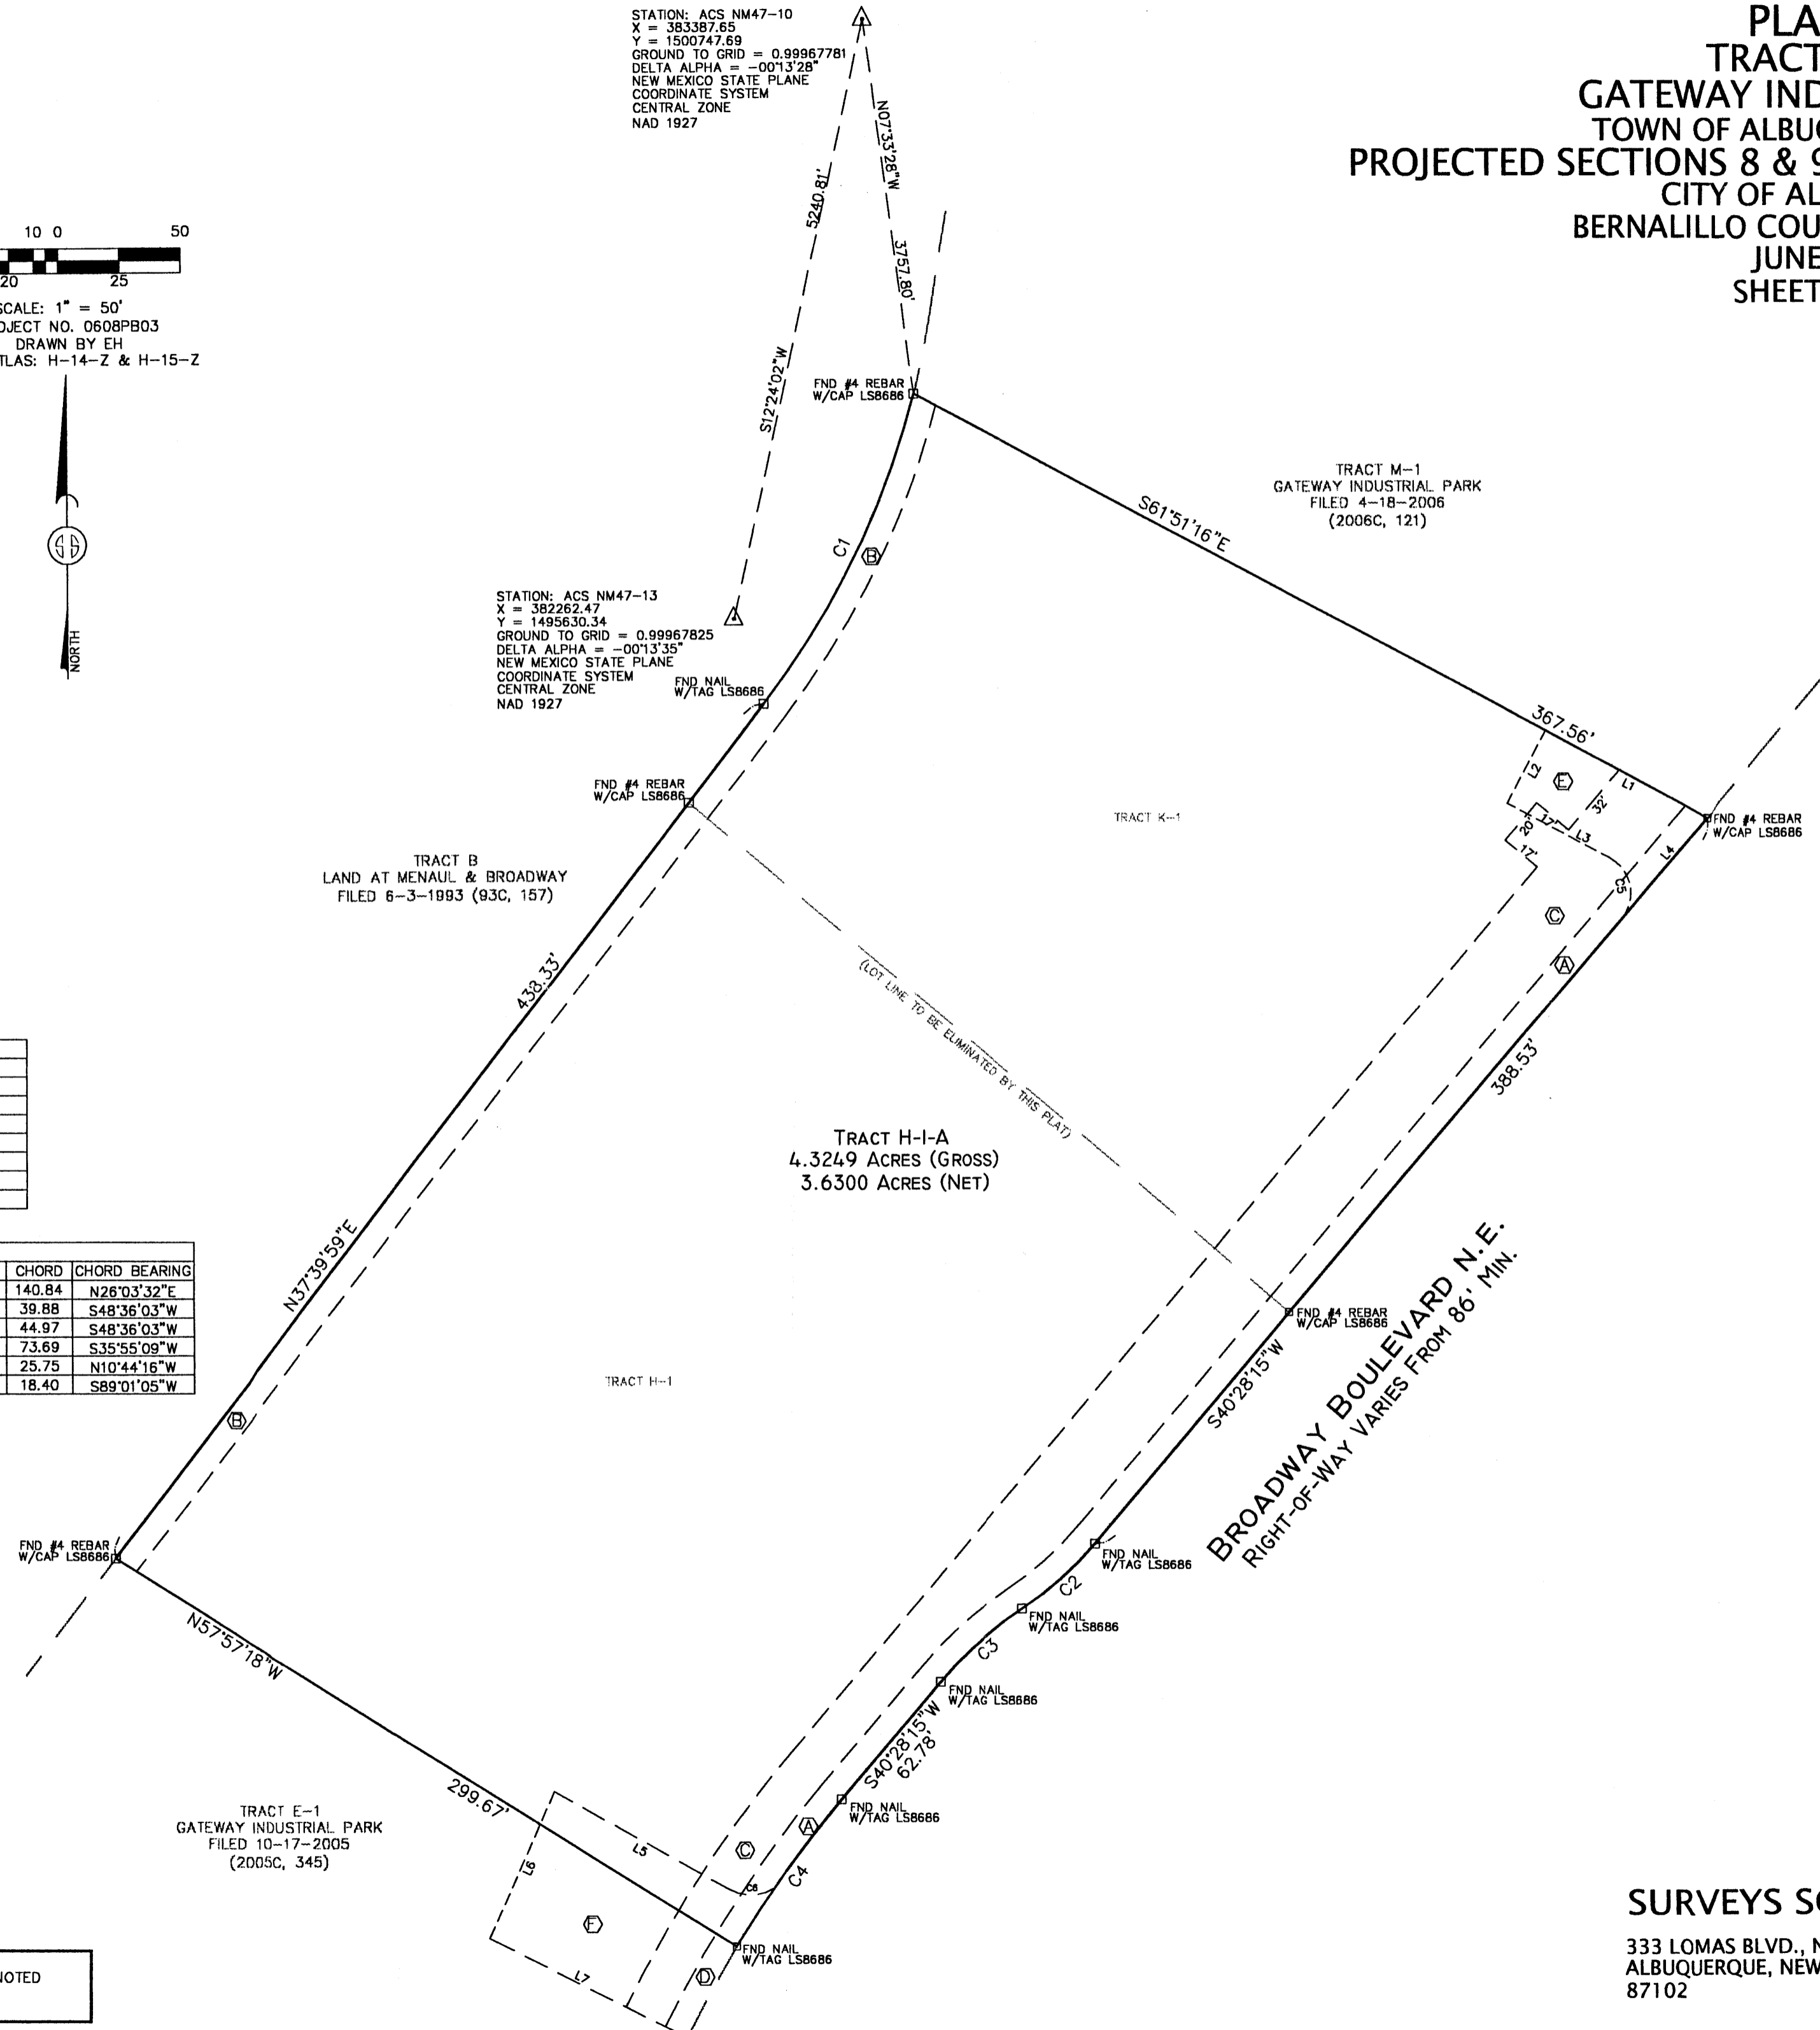 STATION: ACS NM47-10
X = 383387.65
Y = 1500747.69
GROUND TO GRID = 0.99967781
DELTA ALPHA = -00°13'28"
NEW MEXICO STATE PLANE
COORDINATE SYSTEM
CENTRAL ZONE
NAD 1927
PLA
TRACT
GATEWAY IND
TOWN OF ALBU
PROJECTED SECTIONS 8 & 9
CITY OF AL
BERNALILLO COU
JUNE
SHEET
10 0 50
20 25
SCALE: 1" = 50'
OJECT NO. 0608PB03
DRAWN BY EH
TLAS: H-14-Z & H-15-Z
NORTH
N07°33'28"W
3757.80'
5240.81'
S12°24'02"W
FND #4 REBAR
W/CAP LS8686
TRACT M-1
GATEWAY INDUSTRIAL PARK
FILED 4-18-2006
(2006C, 121)
S61°51'16"E
367.56'
C1
B
STATION: ACS NM47-13
X = 382262.47
Y = 1495630.34
GROUND TO GRID = 0.99967825
DELTA ALPHA = -00°13'35"
NEW MEXICO STATE PLANE
COORDINATE SYSTEM
CENTRAL ZONE
NAD 1927
FND NAIL
W/TAG LS8686
FND #4 REBAR
W/CAP LS8686
L2
E
L1
32'
20'
17'
L3
17'
L4
C5
FND #4 REBAR
W/CAP LS8686
TRACT K-1
TRACT B
LAND AT MENAUL & BROADWAY
FILED 6-3-1993 (93C, 157)
C
A
438.33'
(LOT LINE TO BE ELIMINATED BY THIS PLAT)
388.53'
TRACT H-1-A
4.3249 ACRES (GROSS)
3.6300 ACRES (NET)
N37°39'59"E
CHORD CHORD BEARING
140.84 N26°03'32"E
39.88 S48°36'03"W
44.97 S48°36'03"W
73.69 S35°55'09"W
25.75 N10°44'16"W
18.40 S89°01'05"W
FND #4 REBAR
W/CAP LS8686
S40°28'15"W
BROADWAY BOULEVARD N.E.
RIGHT-OF-WAY VARIES FROM 86' MIN.
TRACT H-1
B
FND #4 REBAR
W/CAP LS8686
FND NAIL
W/TAG LS8686
C2
FND NAIL
W/TAG LS8686
C3
FND NAIL
W/TAG LS8686
S40°28'15"W
62.78'
N57°57'18"W
299.67'
FND NAIL
W/TAG LS8686
A
C
C4
L5
C6
L6
TRACT E-1
GATEWAY INDUSTRIAL PARK
FILED 10-17-2005
(2005C, 345)
F
L7
D
FND NAIL
W/TAG LS8686
NOTED
SURVEYS SO
333 LOMAS BLVD., N
ALBUQUERQUE, NEW
87102